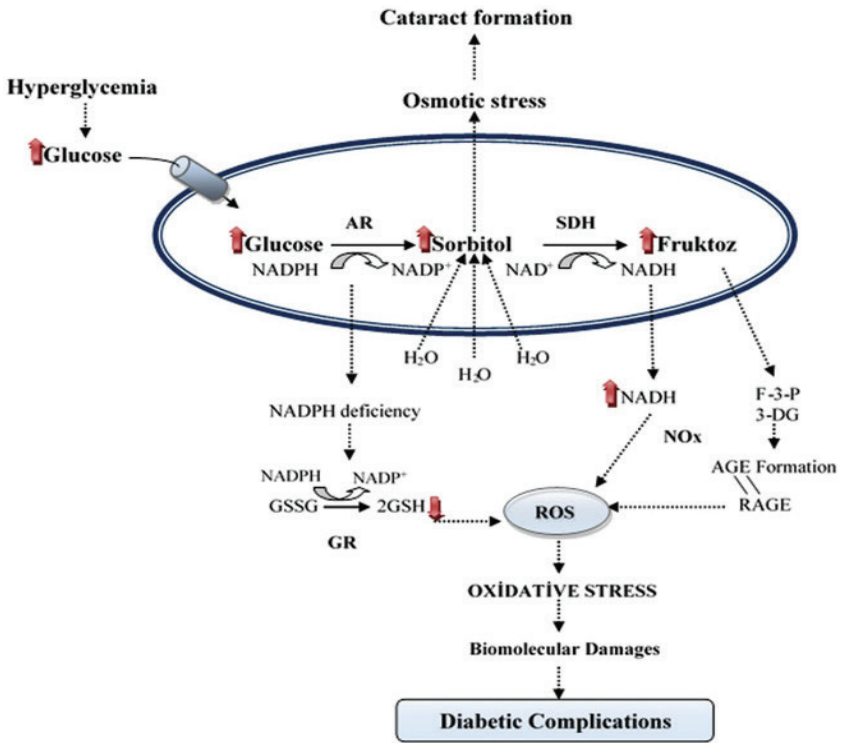 Cataract formation
Hyperglycemia
Osmotic stress
Glucose
AR
SDH
Glucose
Sorbitol
Fruktoz
NADPH
NADP⁺
NAD⁺
NADH
H₂O
H₂O
H₂O
NADPH deficiency
NADH
F-3-P
3-DG
NOx
NADPH
NADP⁺
AGE Formation
GSSG
2GSH
ROS
RAGE
GR
OXİDATİVE STRESS
Biomolecular Damages
Diabetic Complications